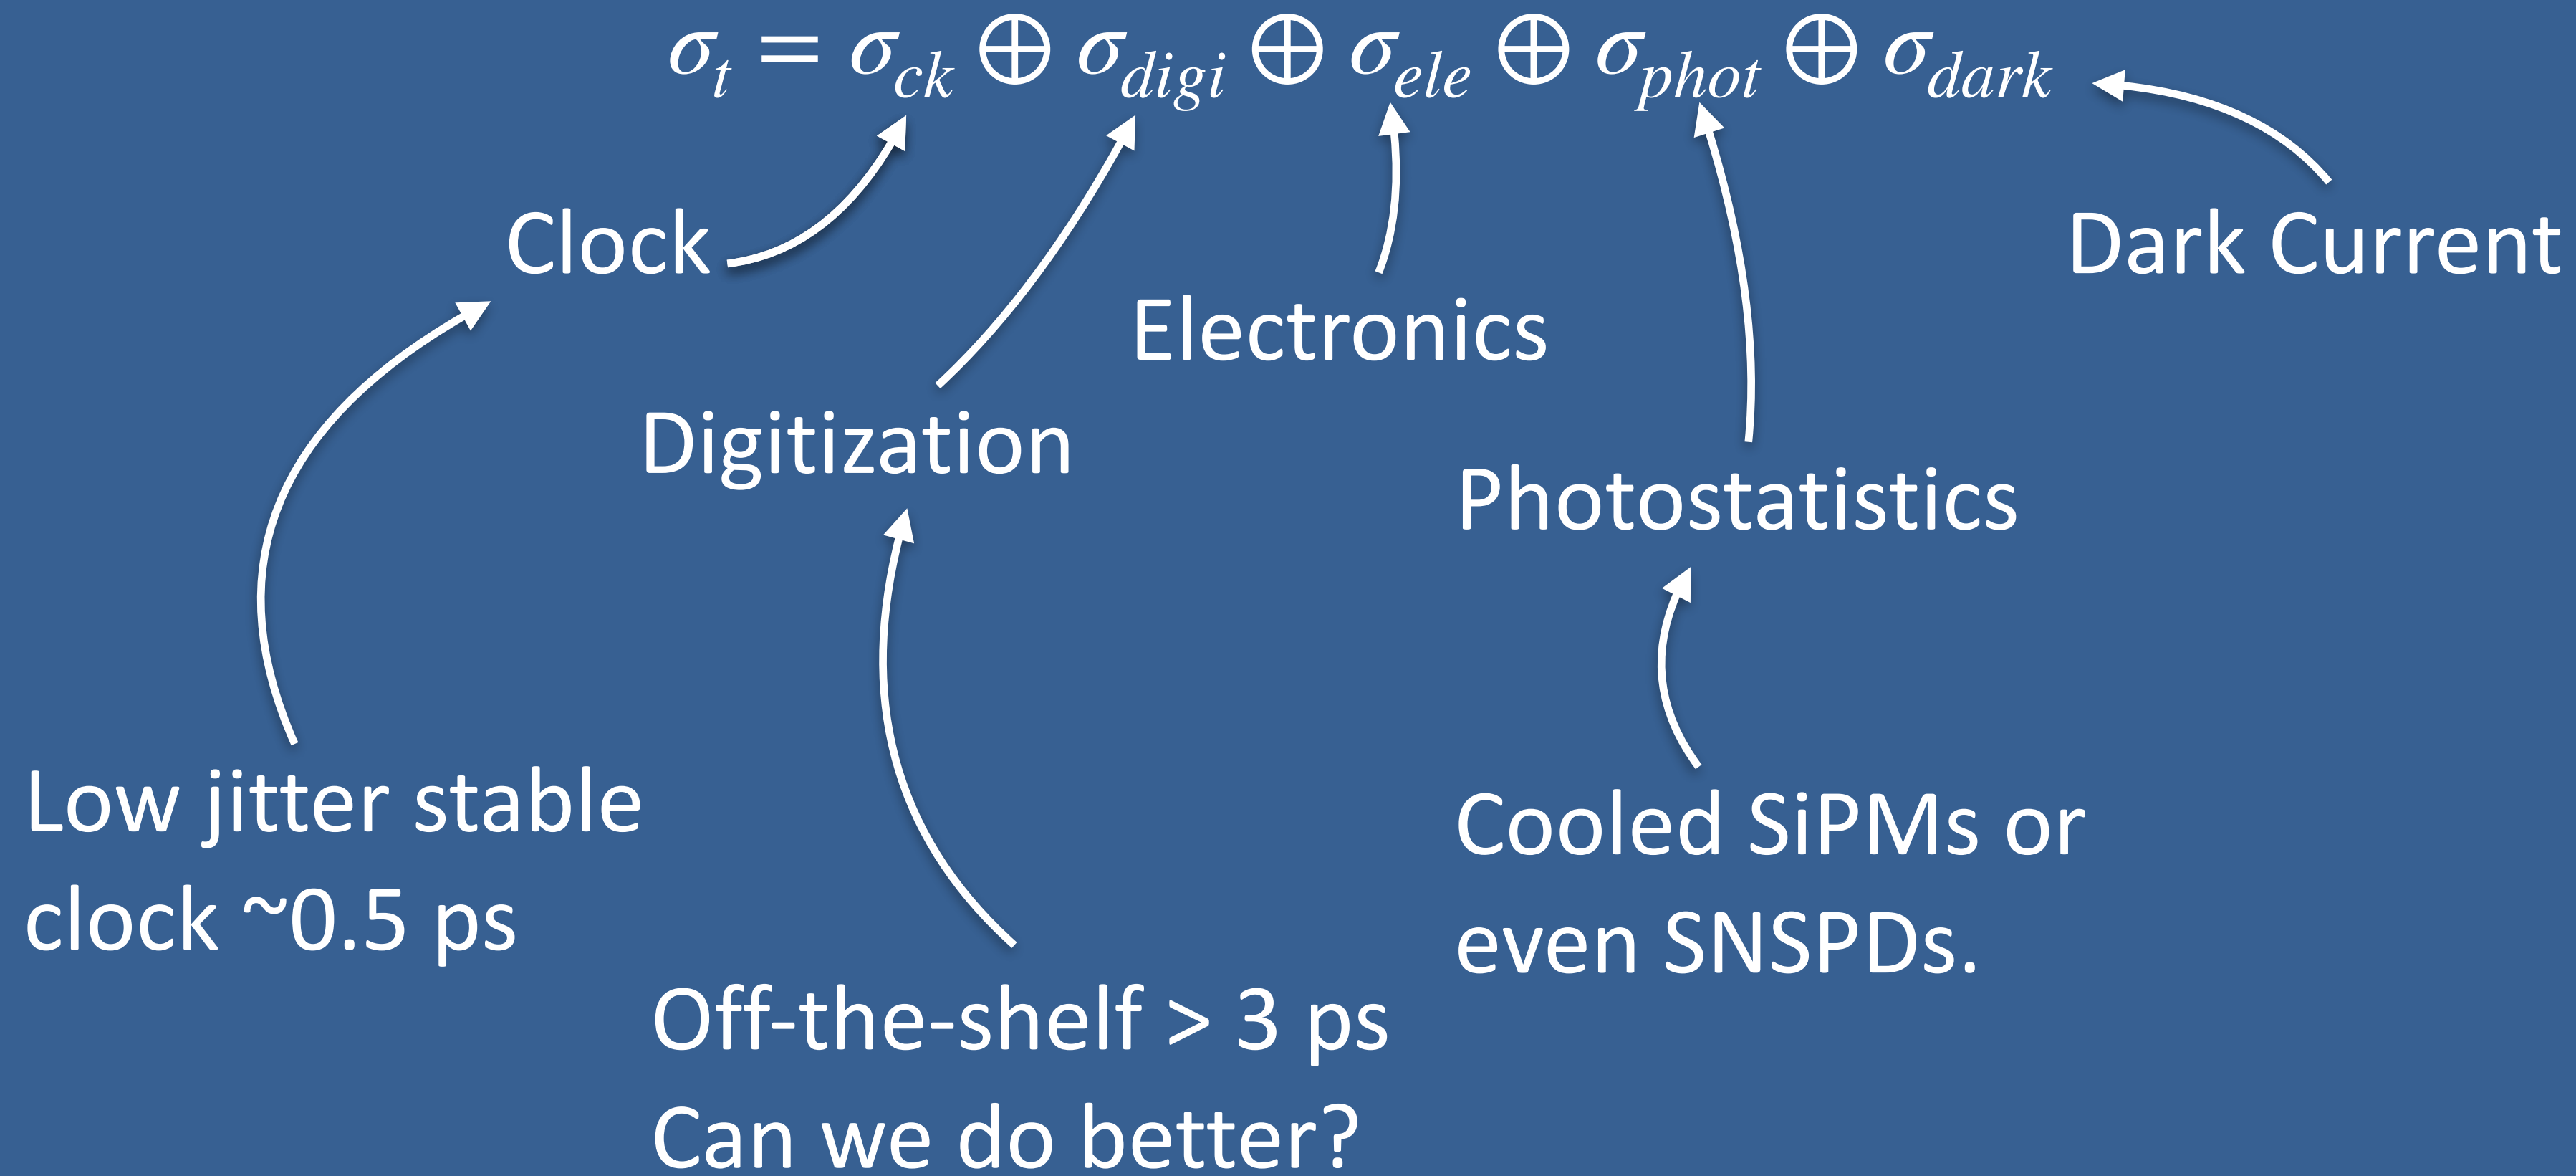 σ_t = σ_ck ⊕ σ_digi ⊕ σ_ele ⊕ σ_phot ⊕ σ_dark
Clock
Dark Current
Electronics
Digitization
Photostatistics
Low jitter stable
clock ~0.5 ps
Cooled SiPMs or
even SNSPDs.
Off-the-shelf > 3 ps
Can we do better?